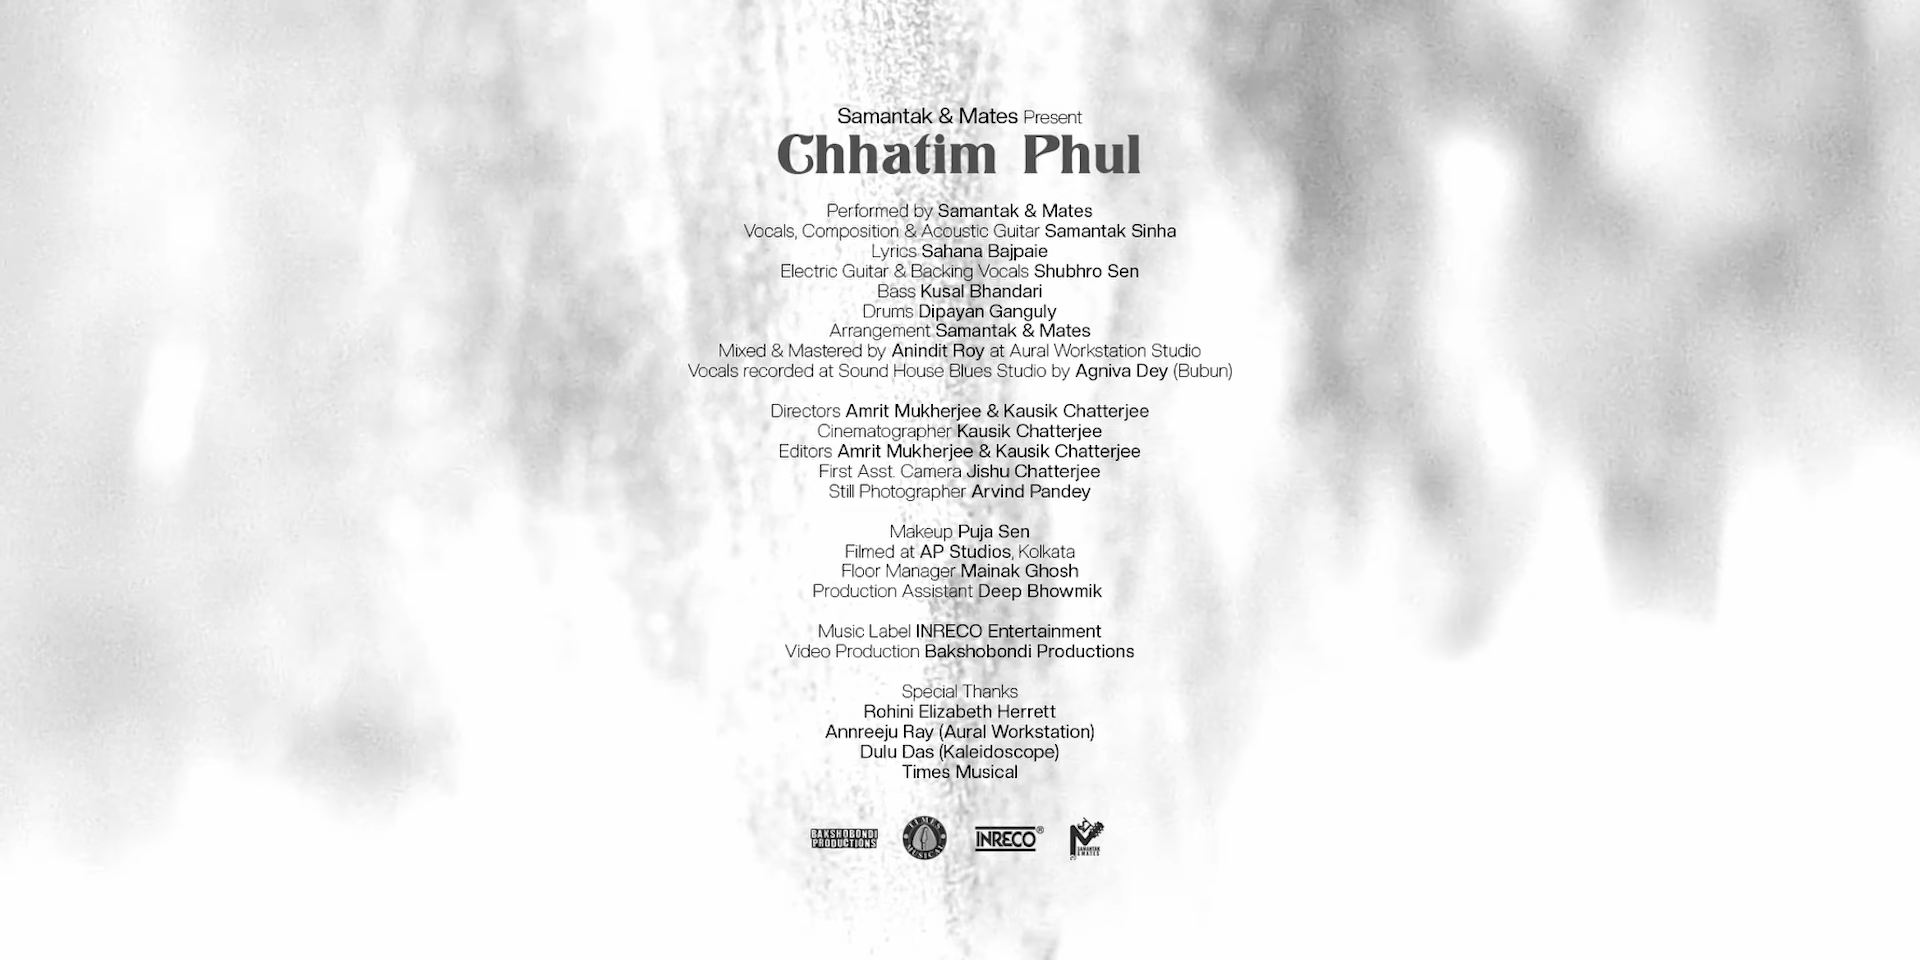 Samantak & Mates Present
Chhatim Phul
Performed by Samantak & Mates
Vocals, Composition & Acoustic Guitar Samantak Sinha
Lyrics Sahana Bajpaie
Electric Guitar & Backing Vocals Shubhro Sen
Bass Kusal Bhandari
Drums Dipayan Ganguly
Arrangement Samantak & Mates
Mixed & Mastered by Anindit Roy at Aural Workstation Studio
Vocals recorded at Sound House Blues Studio by Agniva Dey (Bubun)
Directors Amrit Mukherjee & Kausik Chatterjee
Cinematographer Kausik Chatterjee
Editors Amrit Mukherjee & Kausik Chatterjee
First Asst. Camera Jishu Chatterjee
Still Photographer Arvind Pandey
Makeup Puja Sen
Filmed at AP Studios, Kolkata
Floor Manager Mainak Ghosh
Production Assistant Deep Bhowmik
Music Label INRECO Entertainment
Video Production Bakshobondi Productions
Special Thanks
Rohini Elizabeth Herrett
Annreeju Ray (Aural Workstation)
Dulu Das (Kaleidoscope)
Times Musical
BAKSHOBONDI
PRODUCTIONS
TIMES
MUSICAL
INRECO®
SAMANTAK
& MATES